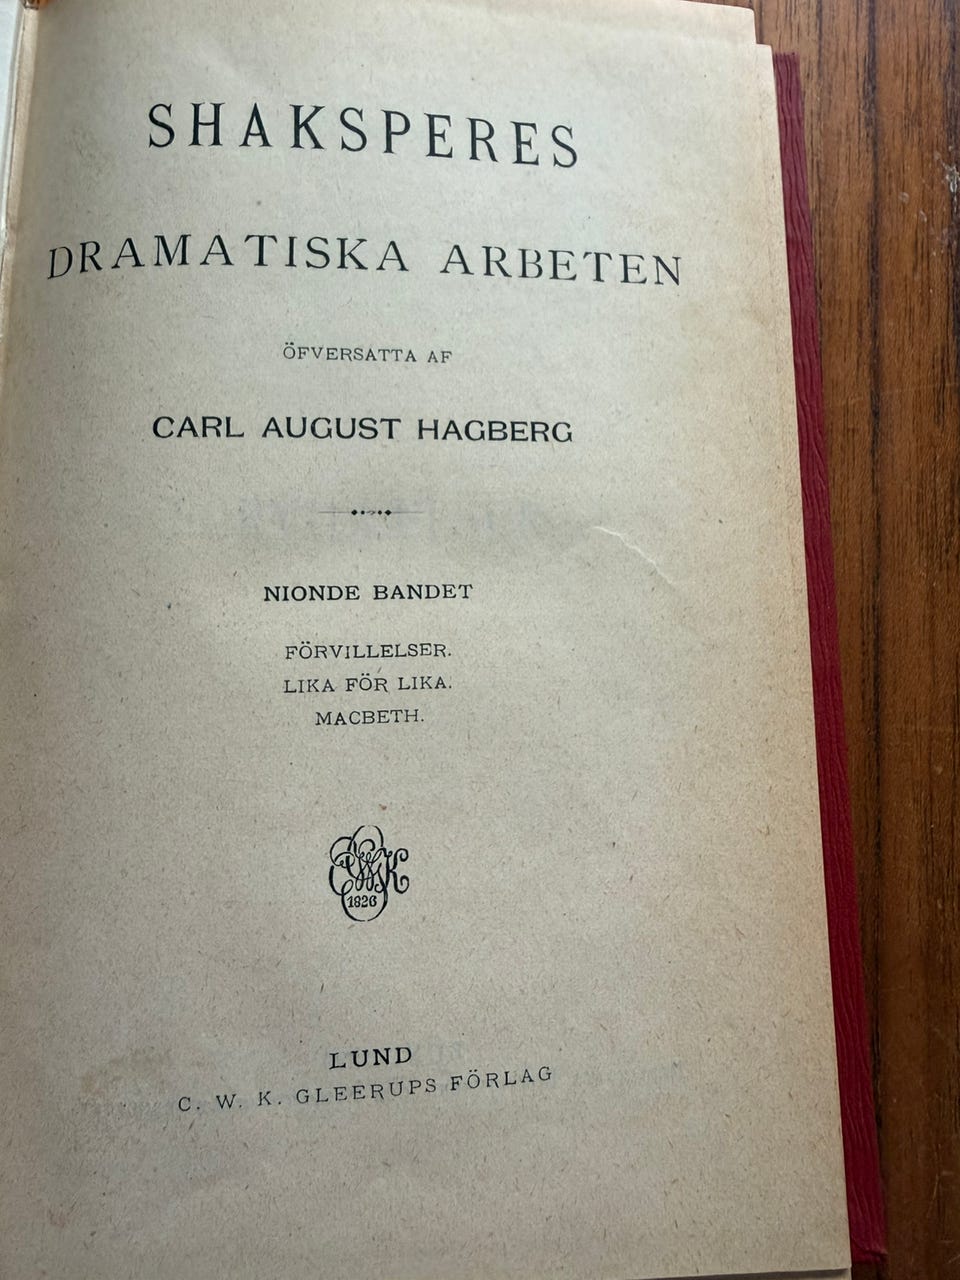 SHAKSPERES
DRAMATISKA ARBETEN
ÖFVERSATTA AF
CARL AUGUST HAGBERG
NIONDE BANDET
FÖRVILLELSER.
LIKA FÖR LIKA.
MACBETH.
CWK
1826
LUND
C. W. K. GLEERUPS FÖRLAG